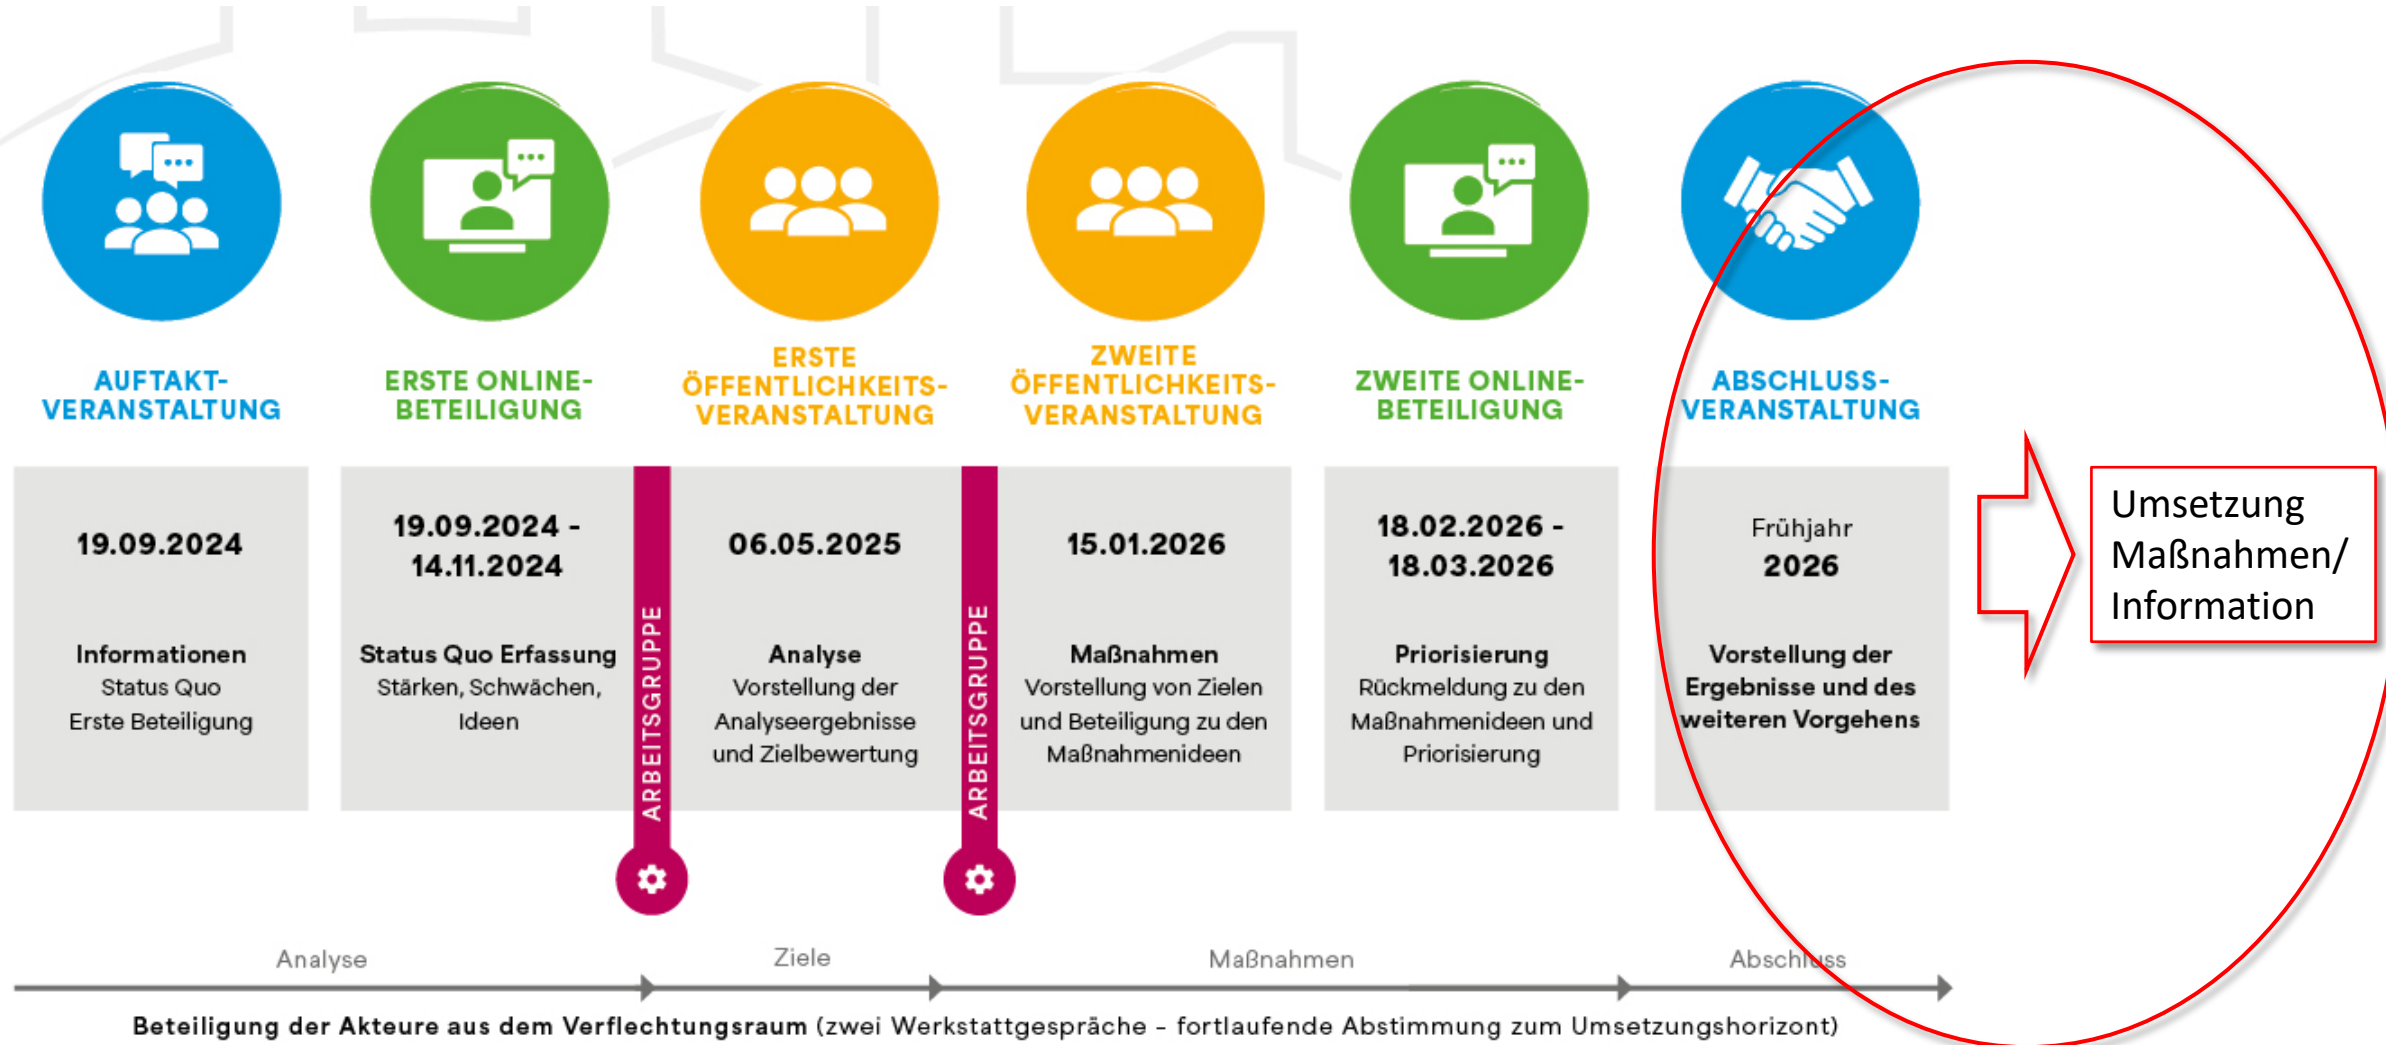 AUFTAKT-
VERANSTALTUNG
19.09.2024
Informationen
Status Quo
Erste Beteiligung
ERSTE ONLINE-
BETEILIGUNG
19.09.2024 -
14.11.2024
Status Quo Erfassung
Stärken, Schwächen,
Ideen
ARBEITSGRUPPE
ERSTE
ÖFFENTLICHKEITS-
VERANSTALTUNG
06.05.2025
Analyse
Vorstellung der
Analyseergebnisse
und Zielbewertung
ARBEITSGRUPPE
ZWEITE
ÖFFENTLICHKEITS-
VERANSTALTUNG
15.01.2026
Maßnahmen
Vorstellung von Zielen
und Beteiligung zu den
Maßnahmenideen
ZWEITE ONLINE-
BETEILIGUNG
18.02.2026 -
18.03.2026
Priorisierung
Rückmeldung zu den
Maßnahmenideen und
Priorisierung
ABSCHLUSS-
VERANSTALTUNG
Frühjahr
2026
Vorstellung der
Ergebnisse und des
weiteren Vorgehens
Umsetzung
Maßnahmen/
Information
Analyse
Ziele
Maßnahmen
Abschluss
Beteiligung der Akteure aus dem Verflechtungsraum (zwei Werkstattgespräche - fortlaufende Abstimmung zum Umsetzungshorizont)